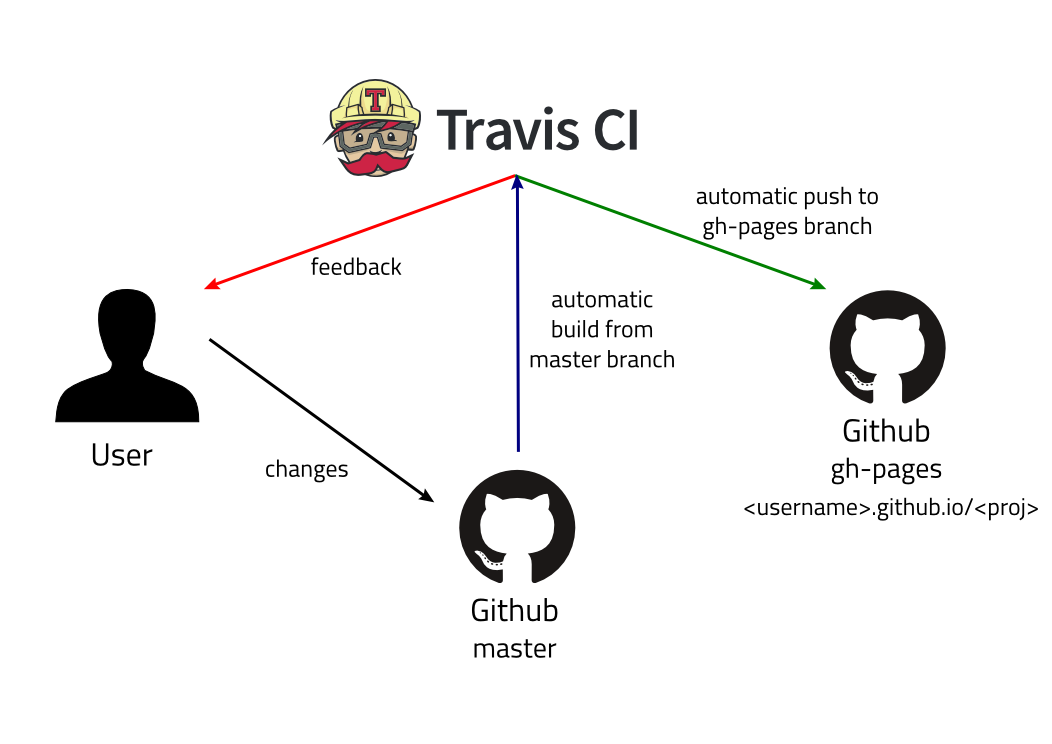 T
Travis CI
automatic push to
gh-pages branch
feedback
automatic
build from
master branch
User
changes
Github
gh-pages
<username>.github.io/<proj>
Github
master